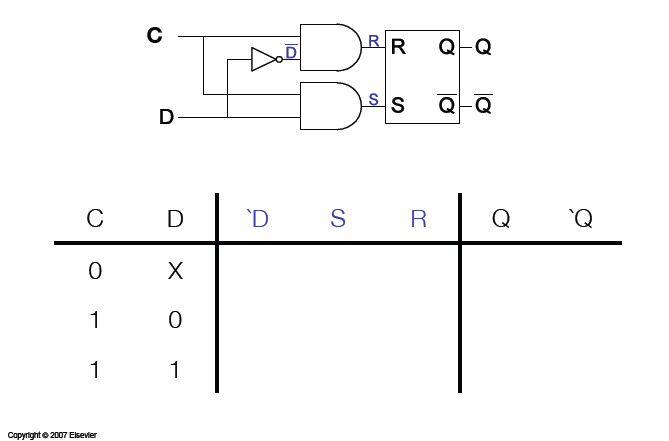 C
D̅
R
R Q Q
S
S Q̅ Q̅
D
C D `D S R Q `Q
0 X
1 0
1 1
Copyright © 2007 Elsevier